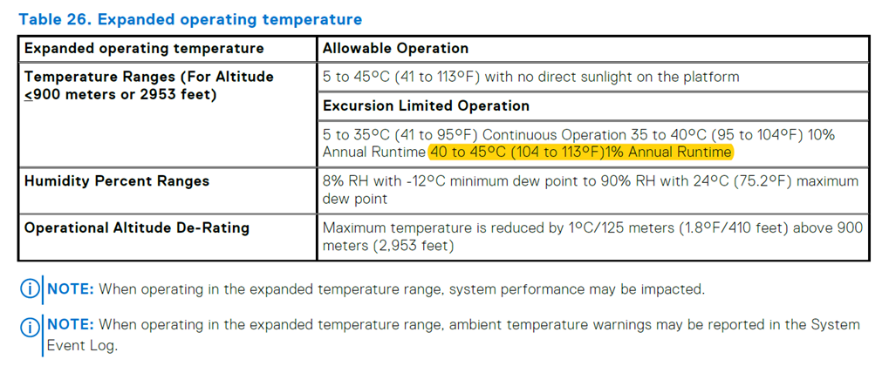 Table 26. Expanded operating temperature
Expanded operating temperature
Allowable Operation
Temperature Ranges (For Altitude
≤900 meters or 2953 feet)
5 to 45ºC (41 to 113ºF) with no direct sunlight on the platform
Excursion Limited Operation
5 to 35ºC (41 to 95ºF) Continuous Operation 35 to 40ºC (95 to 104ºF) 10%
Annual Runtime 40 to 45ºC (104 to 113ºF)1% Annual Runtime
Humidity Percent Ranges
8% RH with -12ºC minimum dew point to 90% RH with 24ºC (75.2ºF) maximum
dew point
Operational Altitude De-Rating
Maximum temperature is reduced by 1ºC/125 meters (1.8ºF/410 feet) above 900
meters (2,953 feet)
NOTE: When operating in the expanded temperature range, system performance may be impacted.
NOTE: When operating in the expanded temperature range, ambient temperature warnings may be reported in the System
Event Log.